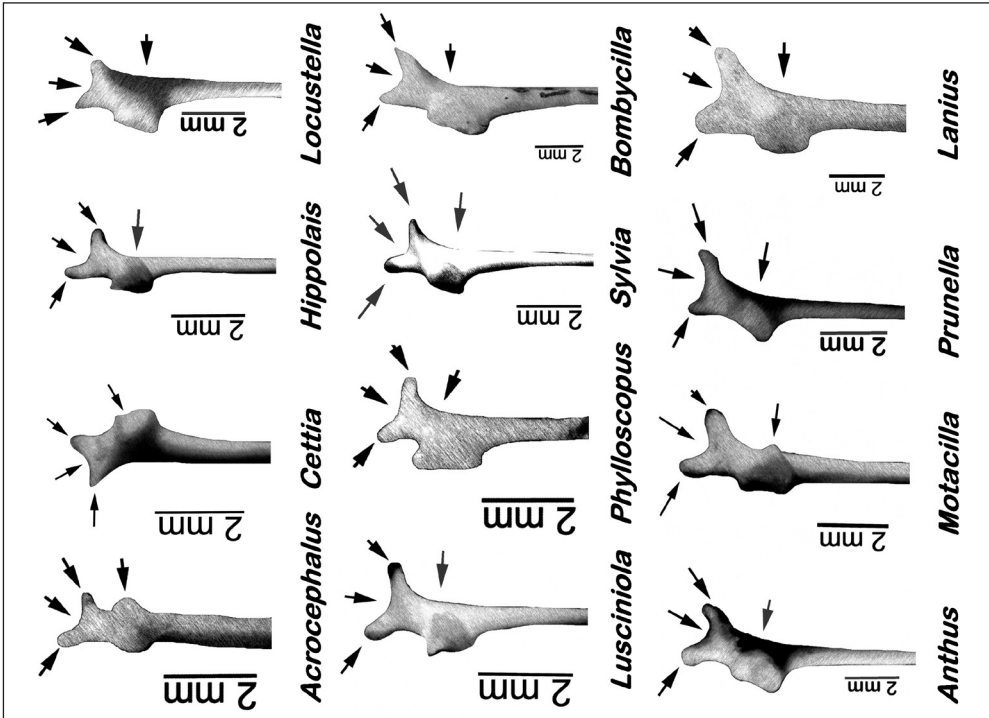 Locustella
Bombycilla
Lanius
2 mm
2 mm
2 mm
Hippolais
Sylvia
Prunella
2 mm
2 mm
2 mm
Cettia
Phylloscopus
Motacilla
2 mm
2 mm
2 mm
Acrocephalus
Lusciniola
Anthus
2 mm
2 mm
2 mm